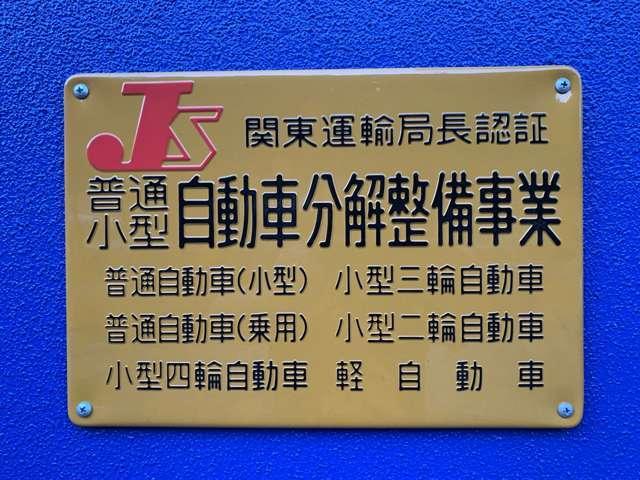 JS 関東運輸局長認証
普通
小型 自動車分解整備事業
普通自動車(小型) 小型三輪自動車
普通自動車(乗用) 小型二輪自動車
小型四輪自動車 軽自動車